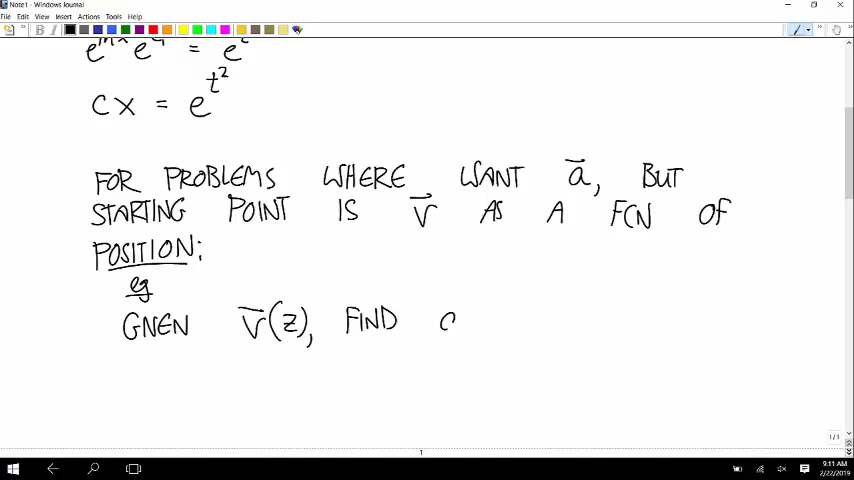 Note1 - Windows Journal
File Edit View Insert Actions Tools Help
B I
= e
cx = e^t²
FOR PROBLEMS WHERE WANT a⃗, BUT
STARTING POINT IS v⃗ AS A FCN OF
POSITION:
eg
GIVEN v⃗(z), FIND
1/1
1
9:11 AM
2/22/2019